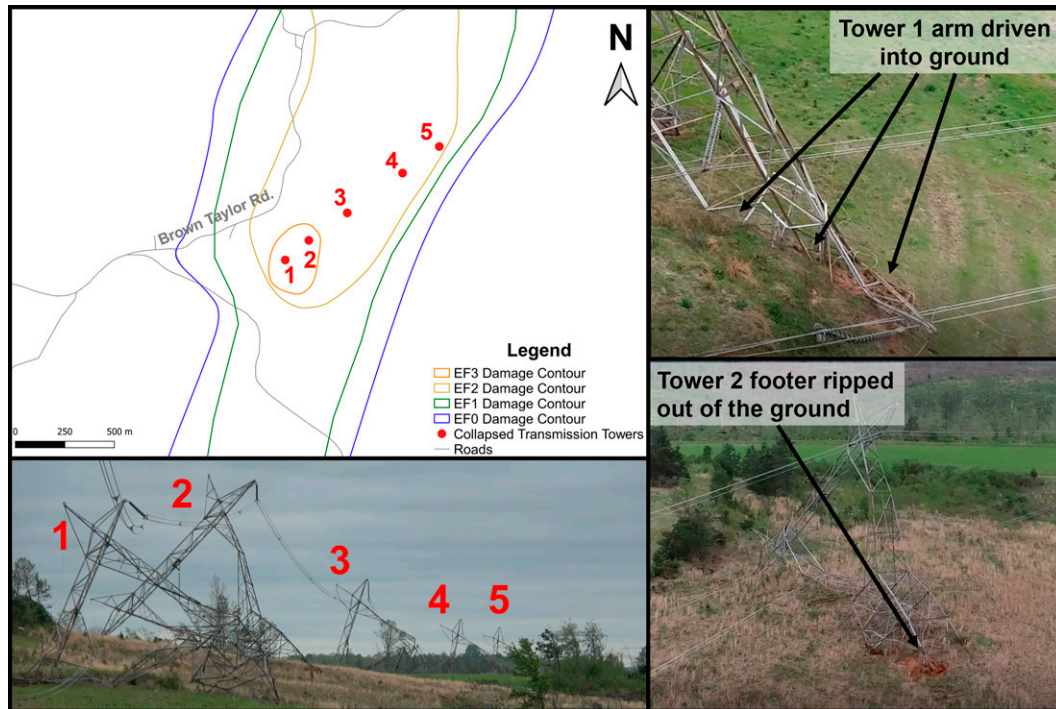 N
5
4
3
2
1
Brown Taylor Rd.
Legend
EF3 Damage Contour
EF2 Damage Contour
EF1 Damage Contour
EF0 Damage Contour
Collapsed Transmission Towers
Roads
0 250 500 m
Tower 1 arm driven
into ground
1
2
3
4
5
Tower 2 footer ripped
out of the ground